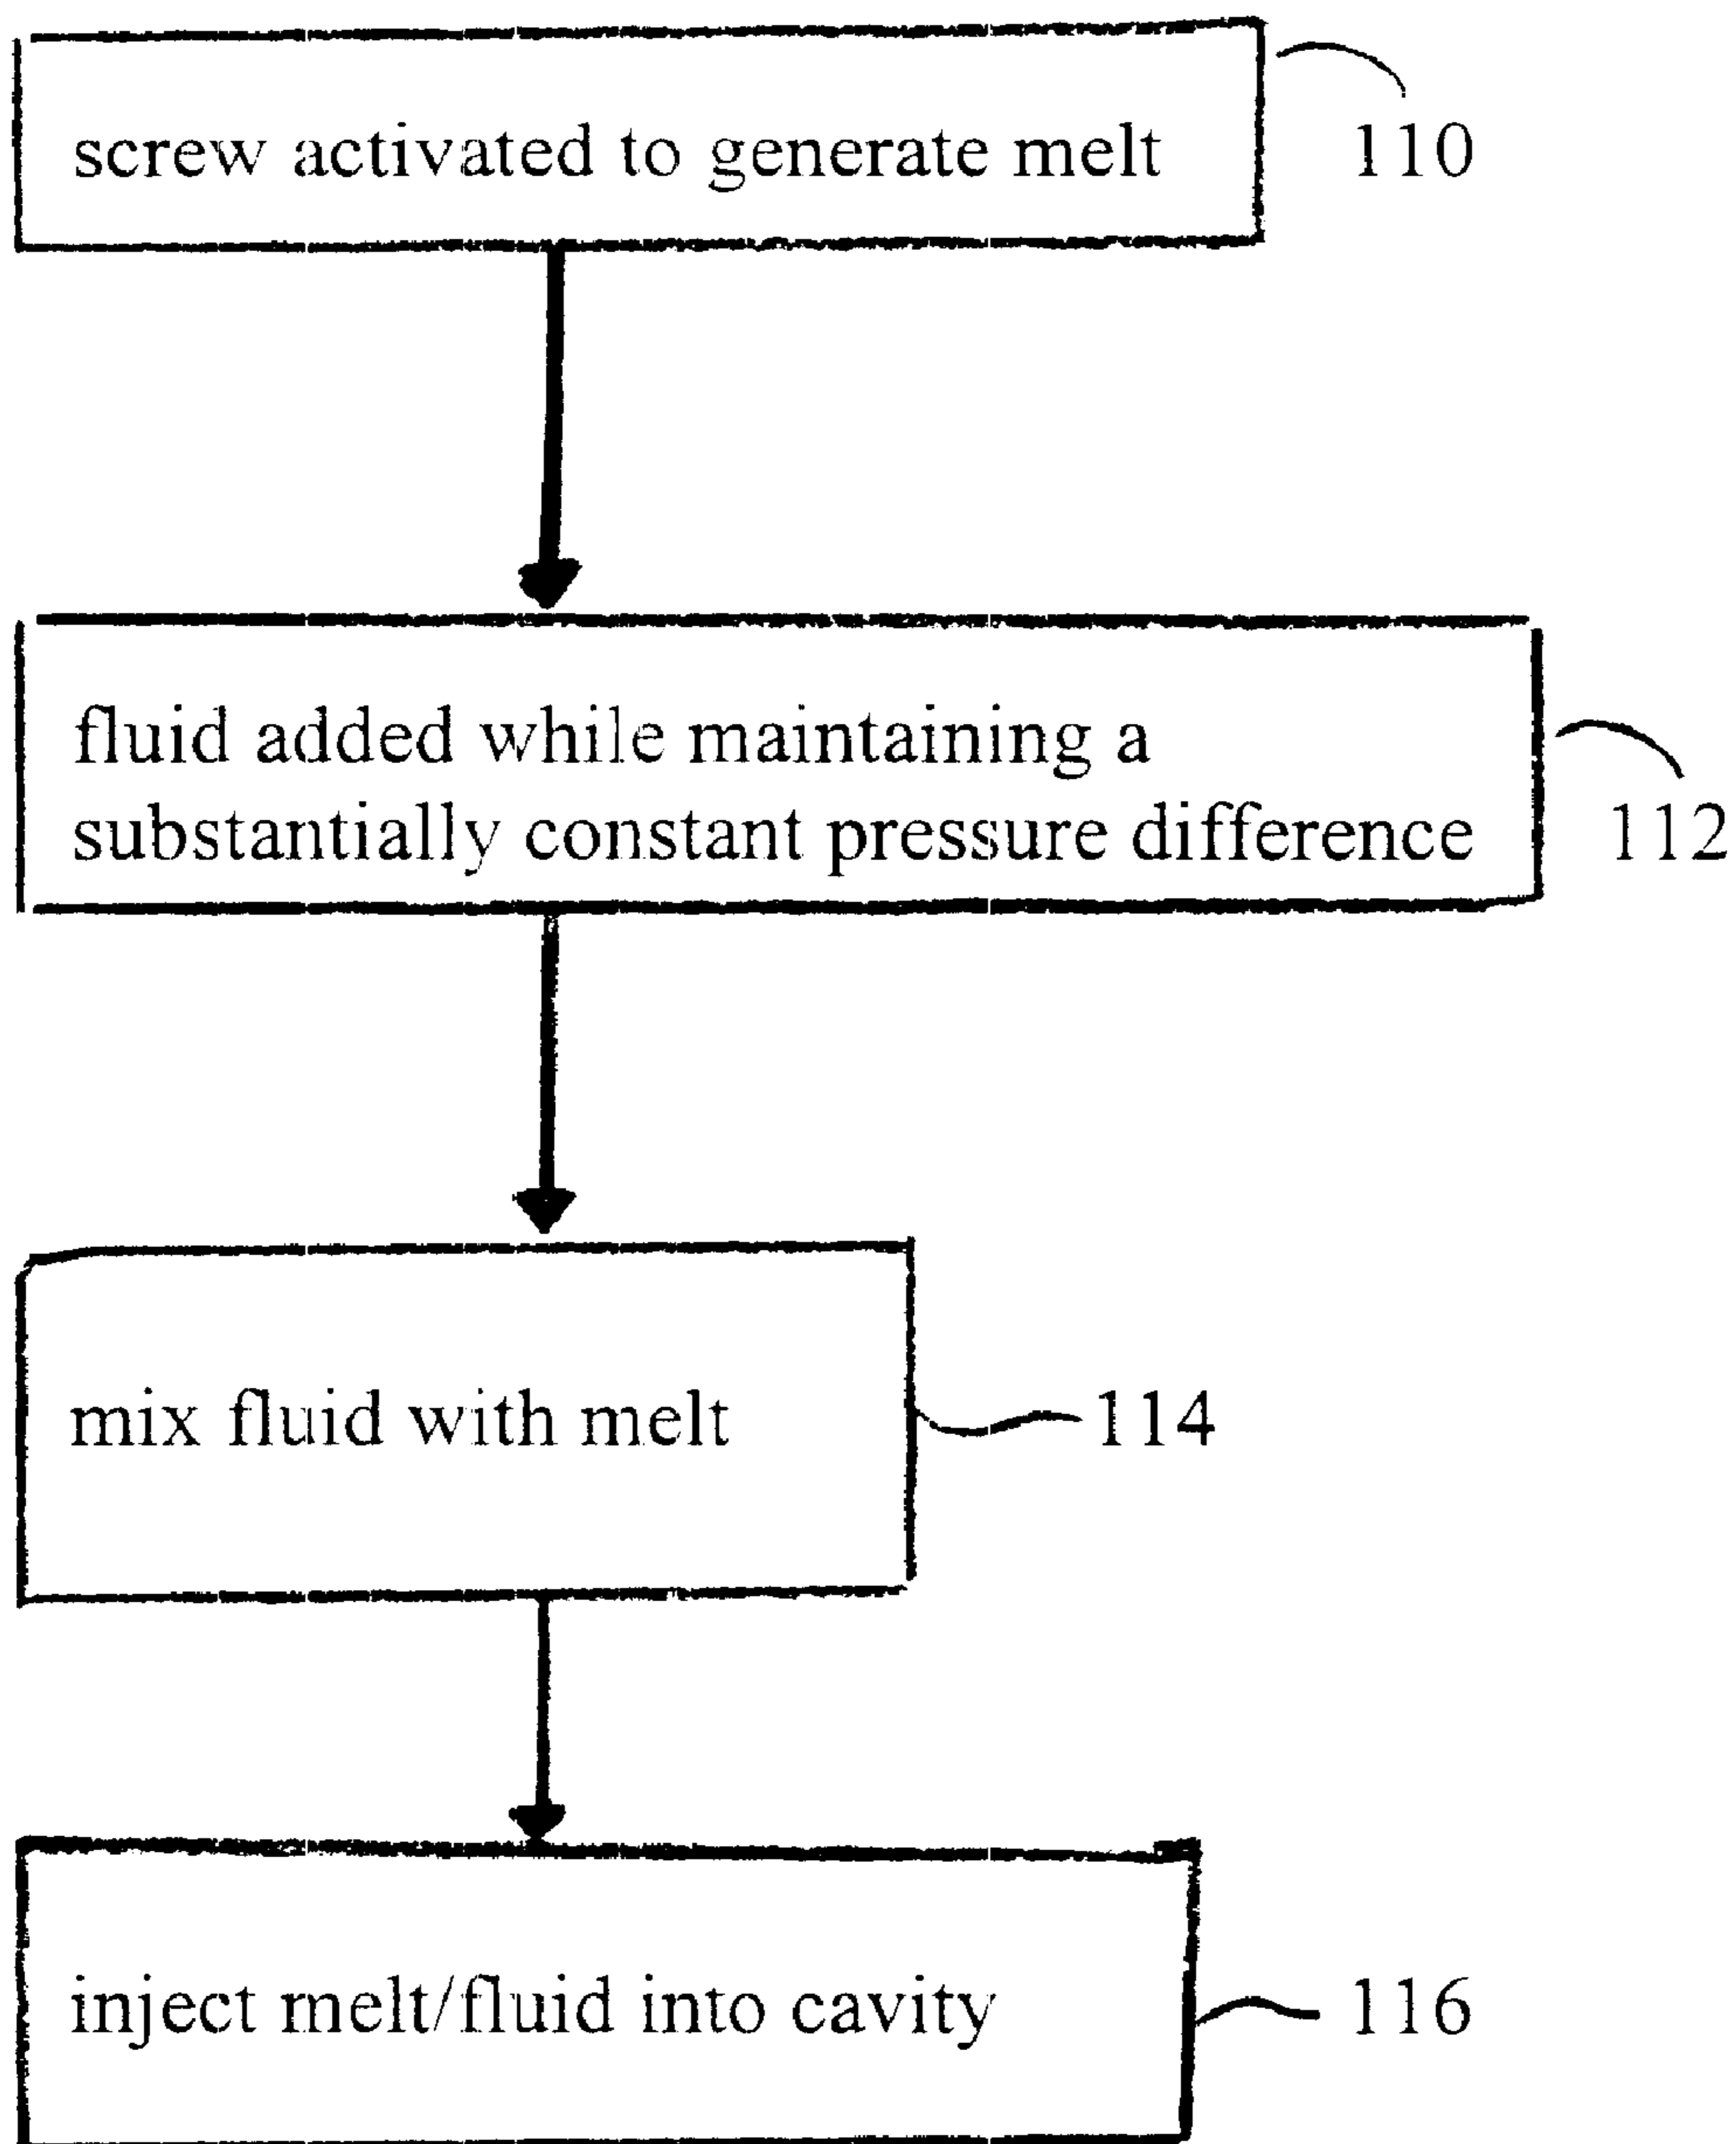 screw activated to generate melt
110
fluid added while maintaining a
substantially constant pressure difference
112
mix fluid with melt
114
inject melt/fluid into cavity
116